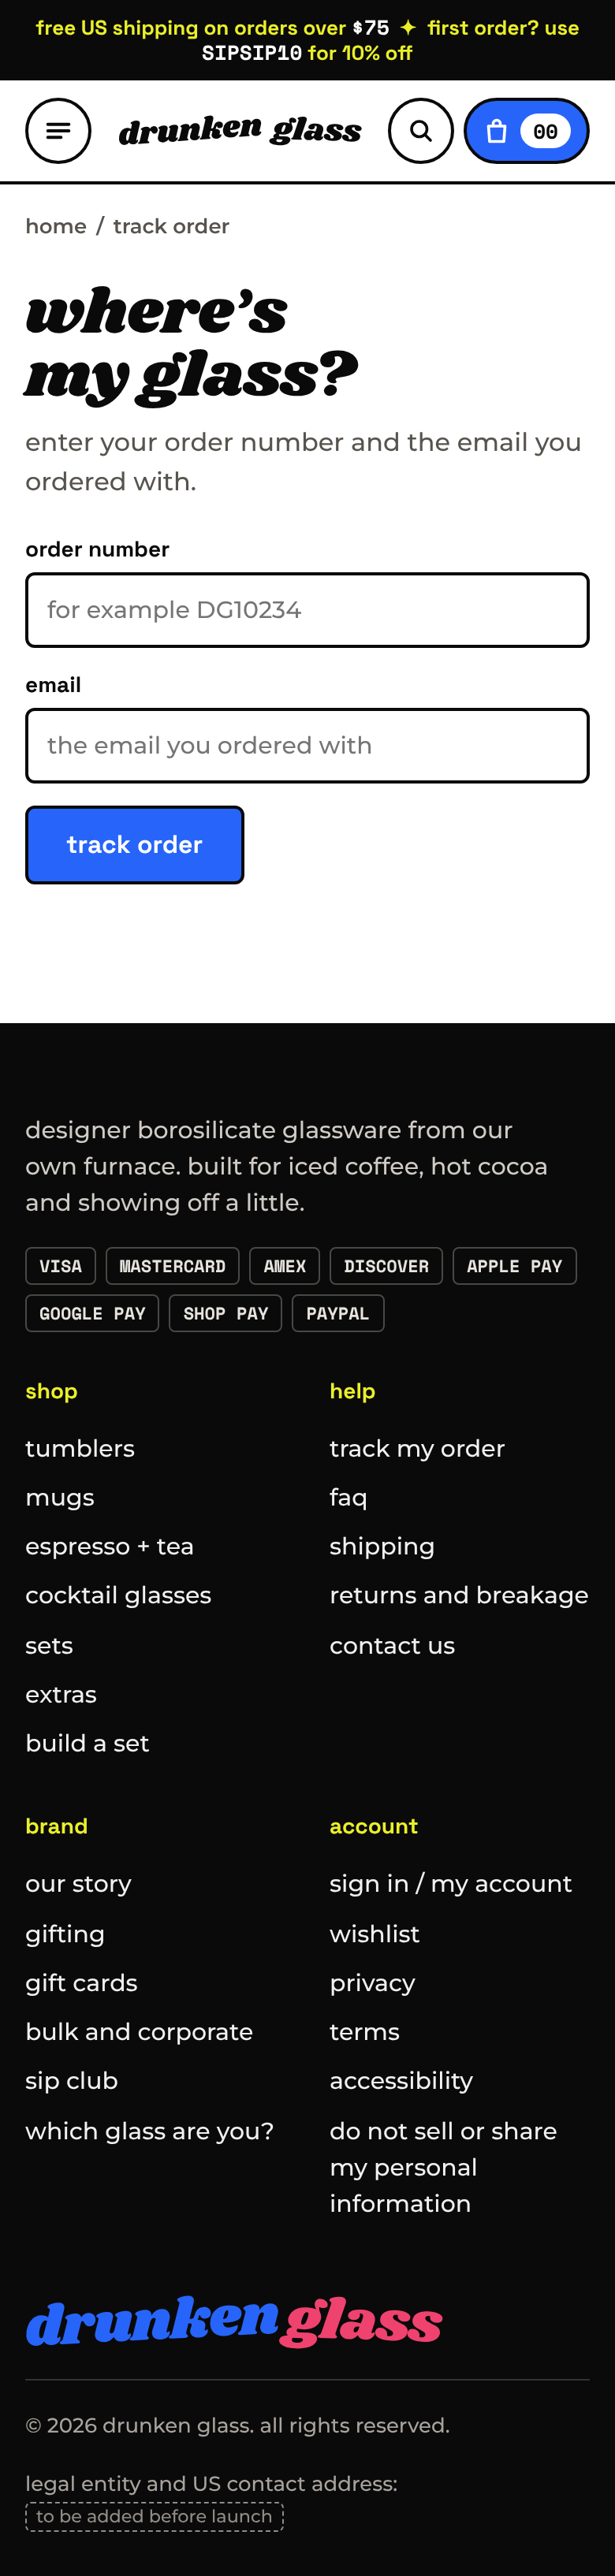 free US shipping on orders over $75 ✦ first order? use
SIPSIP10 for 10% off
drunken glass
00
home / track order
where's
my glass?
enter your order number and the email you
ordered with.
order number
for example DG10234
email
the email you ordered with
track order
designer borosilicate glassware from our
own furnace. built for iced coffee, hot cocoa
and showing off a little.
VISA MASTERCARD AMEX DISCOVER APPLE PAY
GOOGLE PAY SHOP PAY PAYPAL
shop
tumblers
mugs
espresso + tea
cocktail glasses
sets
extras
build a set
help
track my order
faq
shipping
returns and breakage
contact us
brand
our story
gifting
gift cards
bulk and corporate
sip club
which glass are you?
account
sign in / my account
wishlist
privacy
terms
accessibility
do not sell or share
my personal
information
drunken glass
© 2026 drunken glass. all rights reserved.
legal entity and US contact address:
to be added before launch